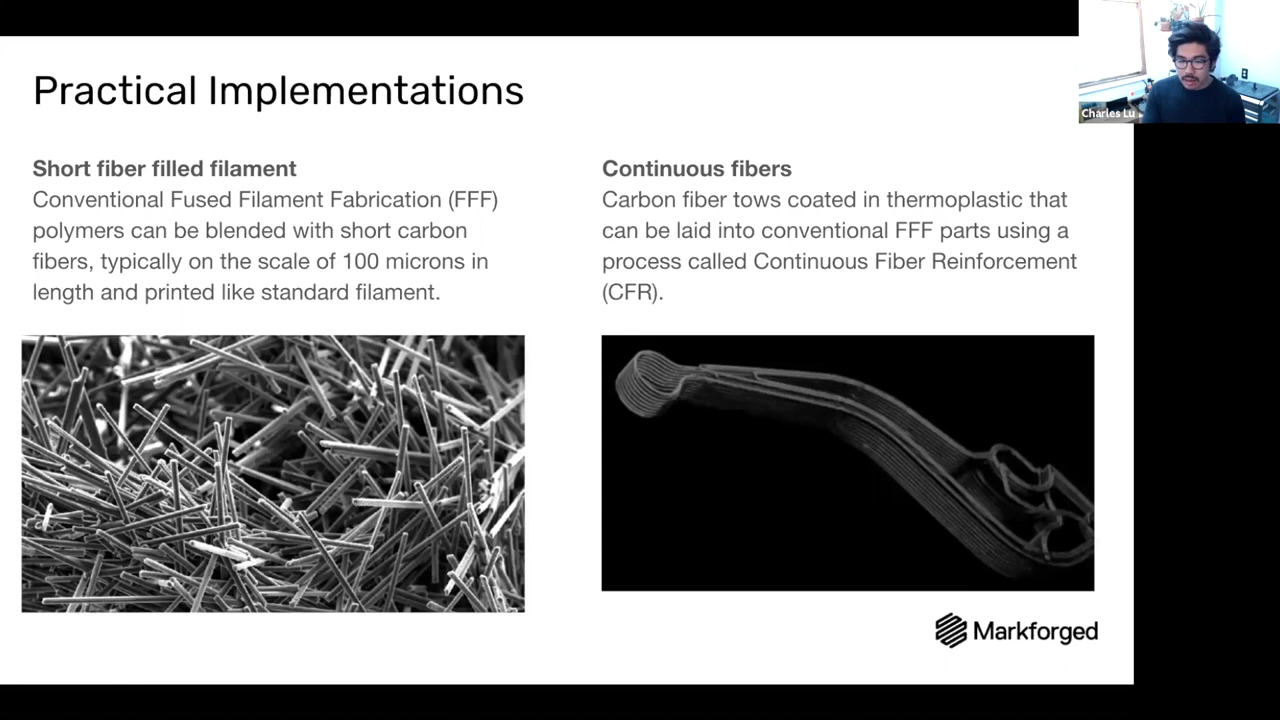 Practical Implementations
Short fiber filled filament
Conventional Fused Filament Fabrication (FFF)
polymers can be blended with short carbon
fibers, typically on the scale of 100 microns in
length and printed like standard filament.
Continuous fibers
Carbon fiber tows coated in thermoplastic that
can be laid into conventional FFF parts using a
process called Continuous Fiber Reinforcement
(CFR).
Markforged
Charles Lu